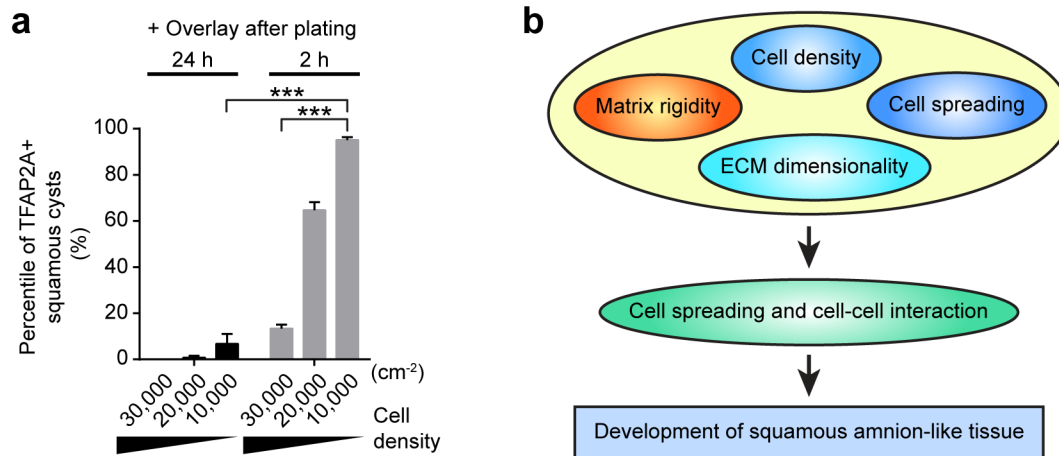 a
+ Overlay after plating
24 h
2 h
***
***
Percentile of TFAP2A+
squamous cysts
(%)
100
80
60
40
20
0
30,000
20,000
10,000
30,000
20,000
10,000
(cm-2)
Cell
density
b
Cell density
Matrix rigidity
Cell spreading
ECM dimensionality
Cell spreading and cell-cell interaction
Development of squamous amnion-like tissue